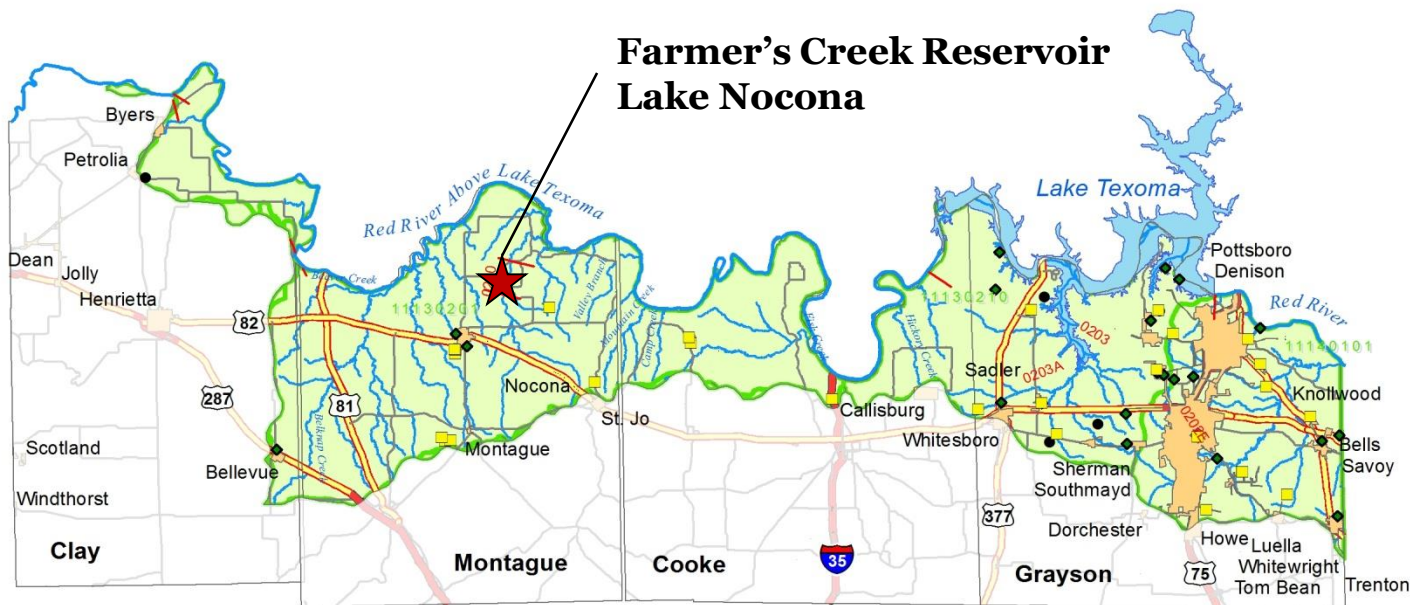 Farmer's Creek Reservoir
Lake Nocona
Byers
Petrolia
Red River Above Lake Texoma
Lake Texoma
Dean
Jolly
Henrietta
82
287
81
Creek
11130201
Valley Branch
Mountain Creek
Camp Creek
Fish Creek
Hickory Creek
11130210
Pottsboro
Denison
Red River
0203
11140101
0203A
Sadler
Knollwood
Nocona
St. Jo
Callisburg
Whitesboro
Scotland
Bellevue
Belknap Creek
Montague
Bells
Savoy
Sherman
Southmayd
Windthorst
377
Dorchester
Howe
Luella
Whitewright
Tom Bean
Trenton
Clay
Montague
Cooke
35
Grayson
75